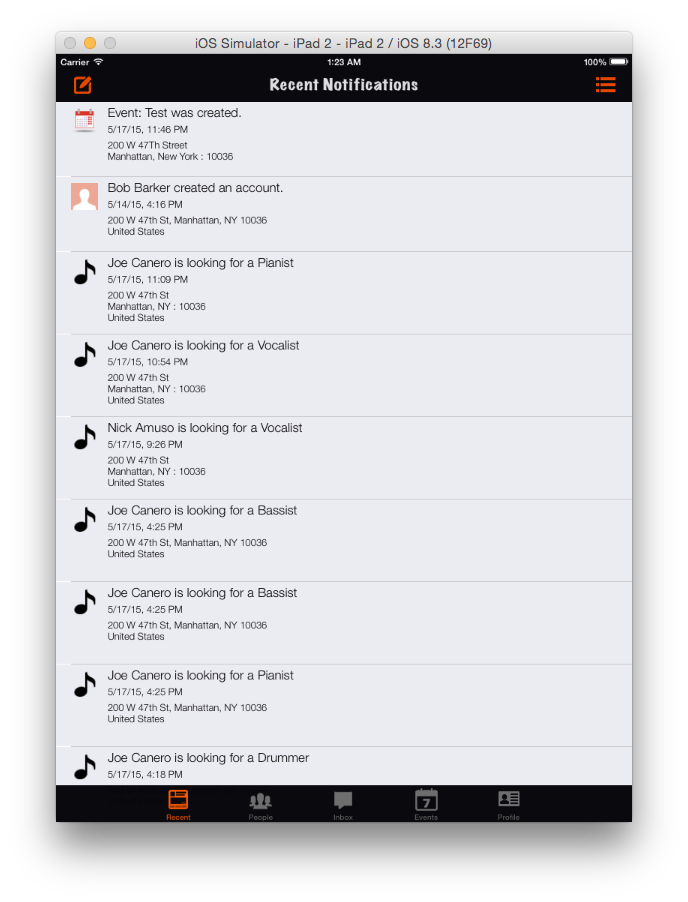 iOS Simulator - iPad 2 - iPad 2 / iOS 8.3 (12F69)
Carrier 1:23 AM 100%
Recent Notifications
Event: Test was created.
5/17/15, 11:46 PM
200 W 47Th Street
Manhattan, New York : 10036
Bob Barker created an account.
5/14/15, 4:16 PM
200 W 47th St, Manhattan, NY 10036
United States
Joe Canero is looking for a Pianist
5/17/15, 11:09 PM
200 W 47th St
Manhattan, NY : 10036
United States
Joe Canero is looking for a Vocalist
5/17/15, 10:54 PM
200 W 47th St
Manhattan, NY : 10036
United States
Nick Amuso is looking for a Vocalist
5/17/15, 9:26 PM
200 W 47th St
Manhattan, NY : 10036
United States
Joe Canero is looking for a Bassist
5/17/15, 4:25 PM
200 W 47th St, Manhattan, NY 10036
United States
Joe Canero is looking for a Bassist
5/17/15, 4:25 PM
200 W 47th St, Manhattan, NY 10036
United States
Joe Canero is looking for a Pianist
5/17/15, 4:25 PM
200 W 47th St, Manhattan, NY 10036
United States
Joe Canero is looking for a Drummer
5/17/15, 4:18 PM
7
Recent People Inbox Events Profile